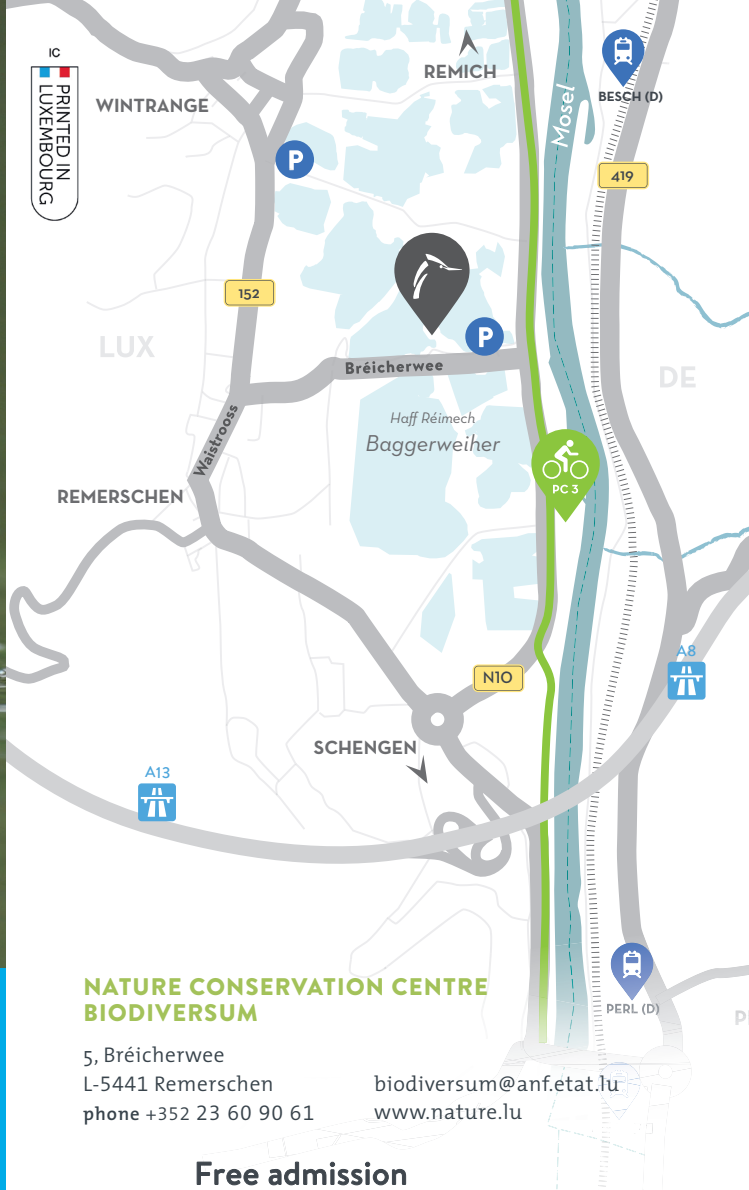 IC
PRINTED IN
LUXEMBOURG
REMICH
WINTRANGE
BESCH (D)
Mosel
P
419
152
P
LUX
Bréicherwee
DE
Haff Réimech
Baggerweiher
Waistrooss
PC 3
REMERSCHEN
A8
N10
SCHENGEN
A13
PERL (D)
NATURE CONSERVATION CENTRE
BIODIVERSUM
5, Bréicherwee
L-5441 Remerschen
phone +352 23 60 90 61
biodiversum@anf.etat.lu
www.nature.lu
Free admission